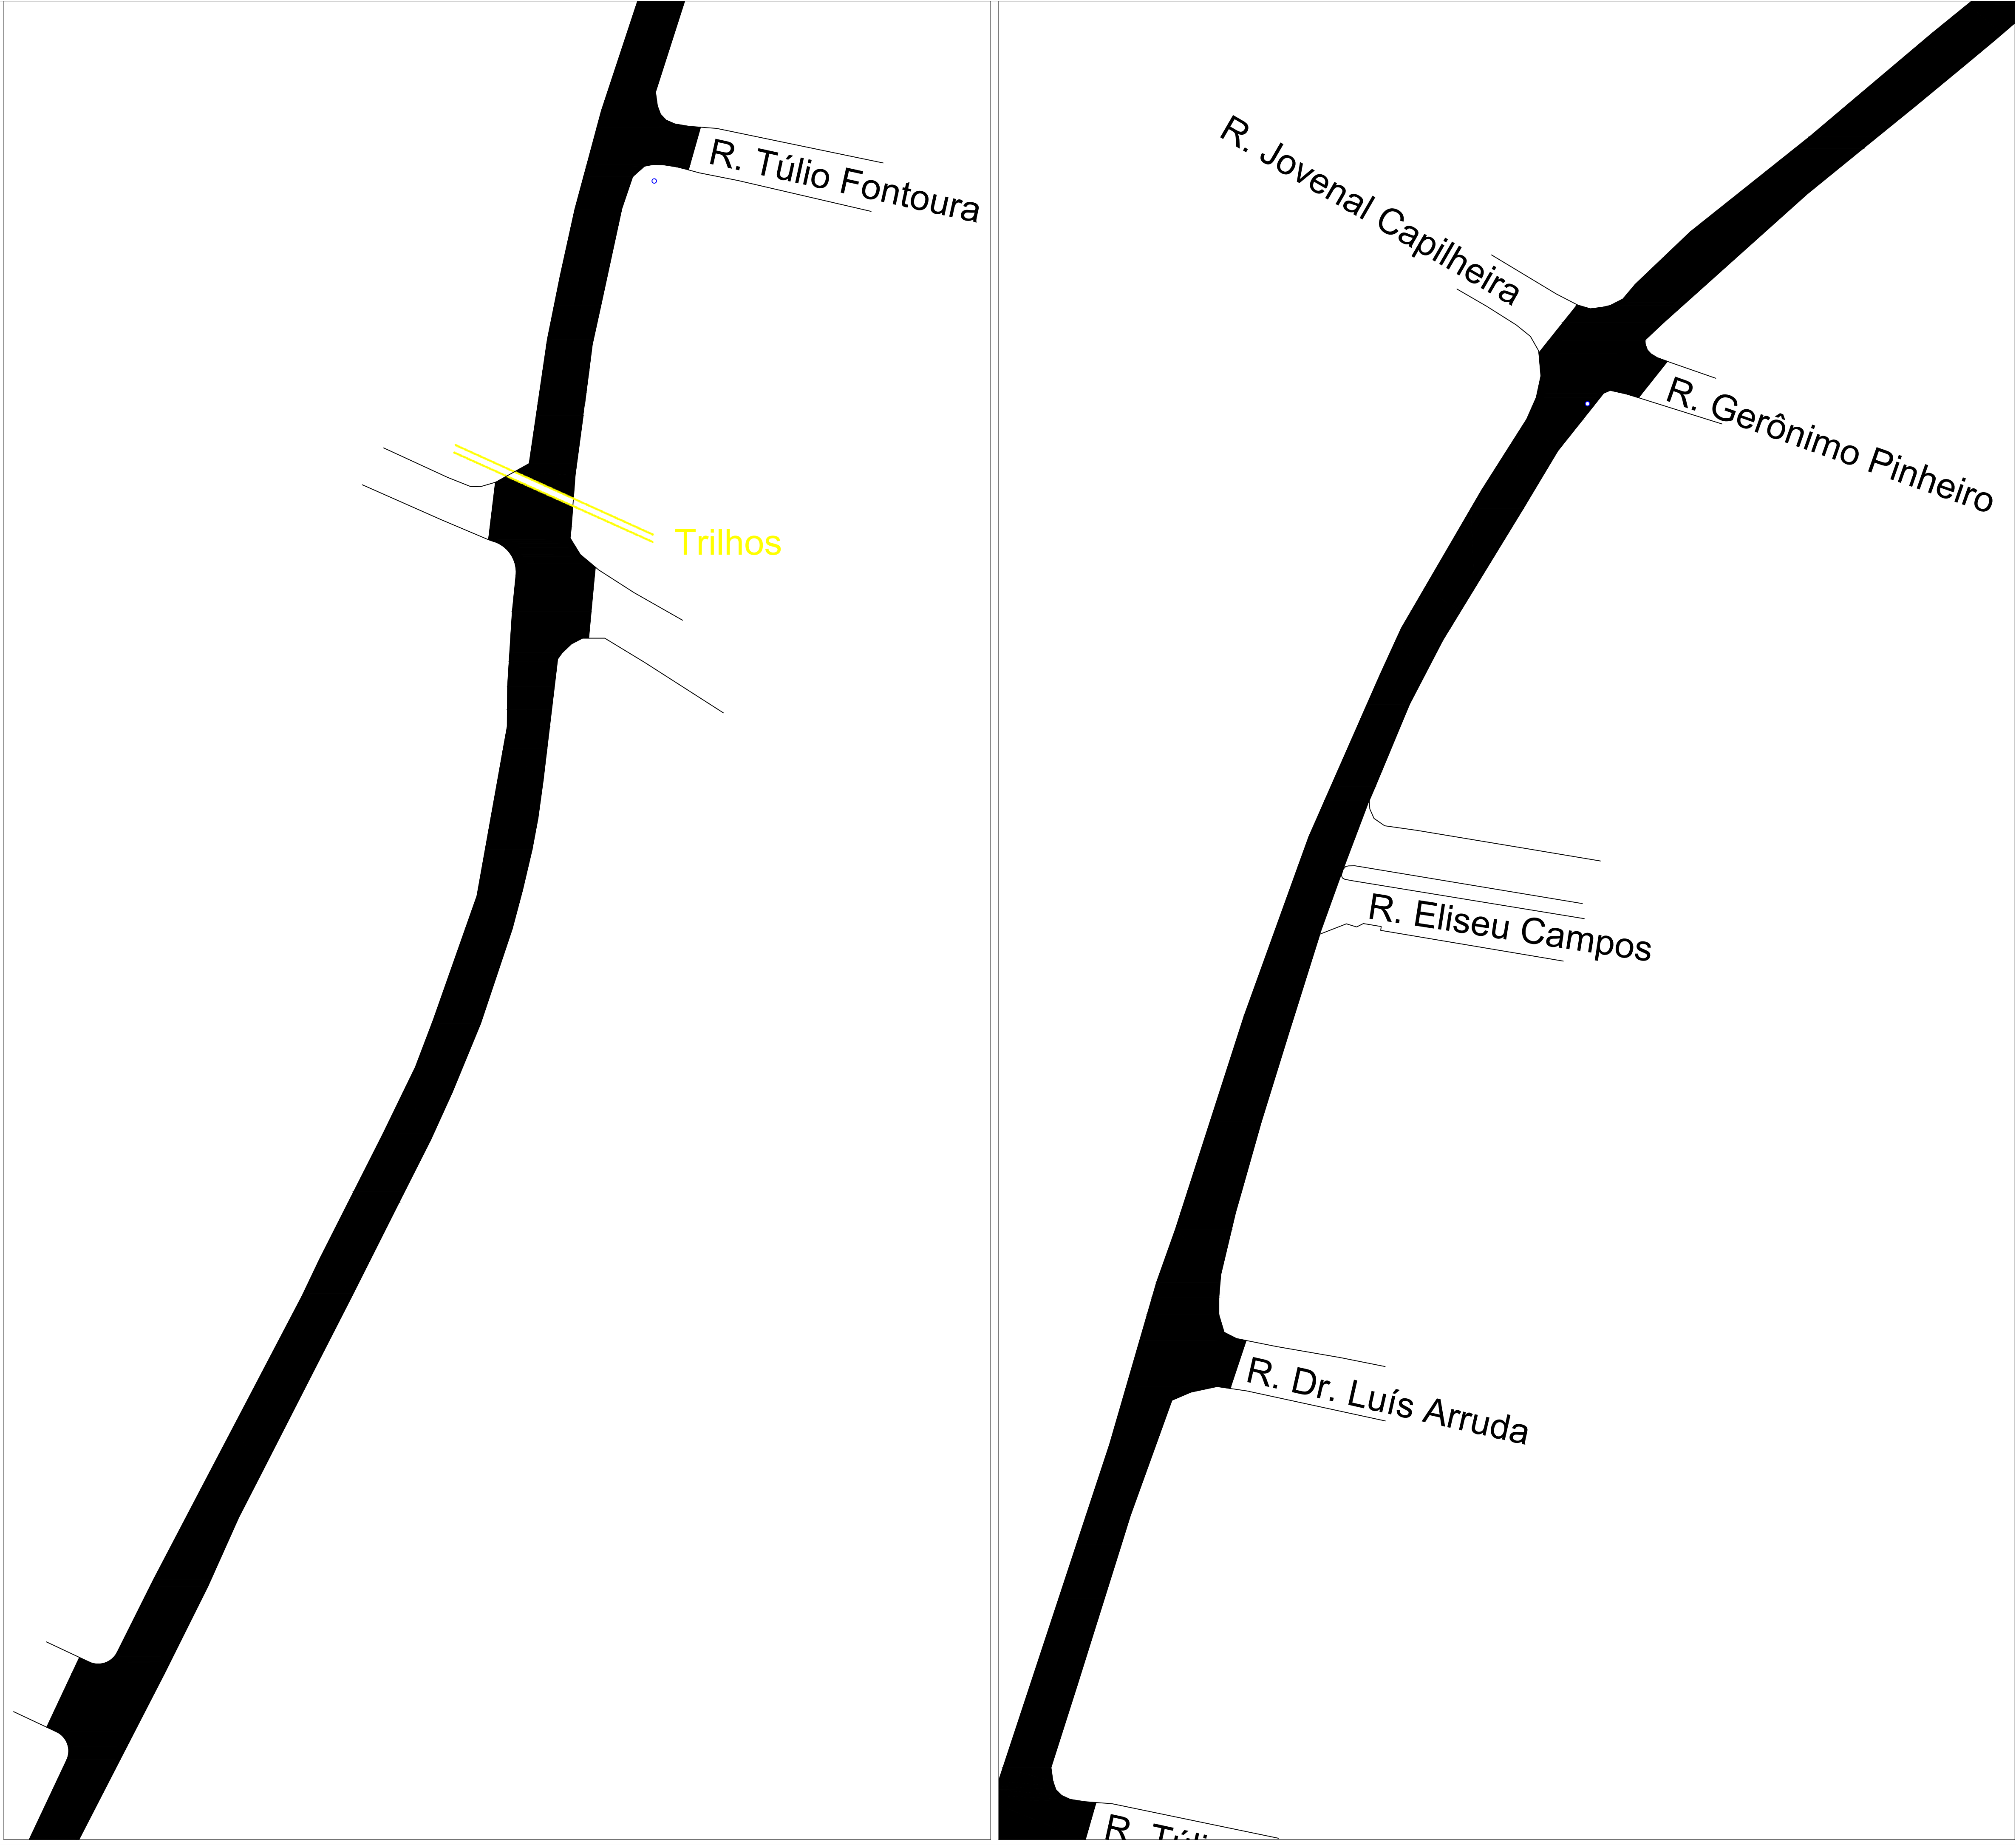 R. Túlio Fontoura
Trilhos
R. Jovenal Capilheira
R. Gerônimo Pinheiro
R. Eliseu Campos
R. Dr. Luís Arruda
R.